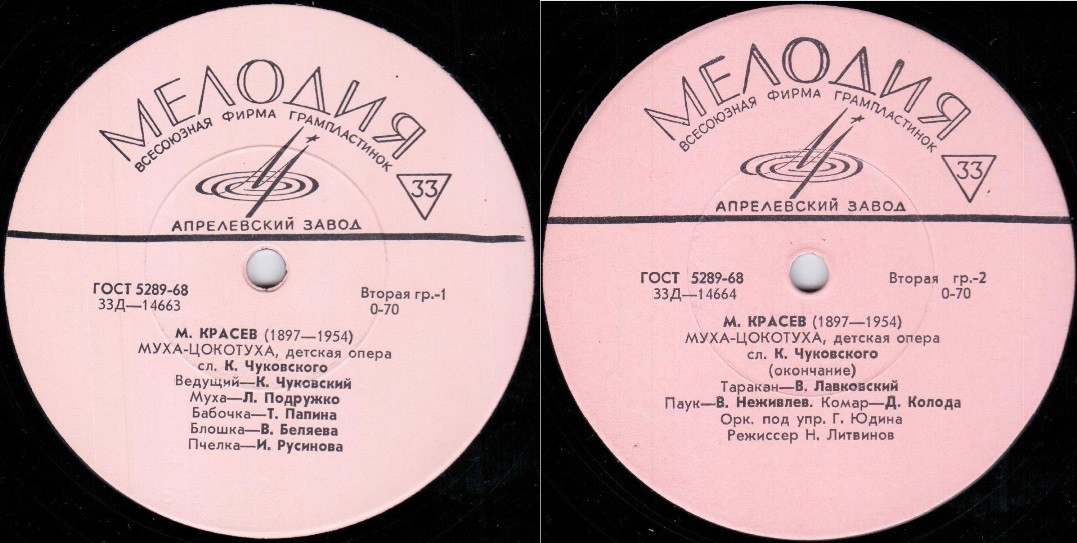 МЕЛОДИЯ
ВСЕСОЮЗНАЯ ФИРМА ГРАМПЛАСТИНОК
33
АПРЕЛЕВСКИЙ ЗАВОД
ГОСТ 5289-68
33Д—14663
Вторая гр.-1
0-70
М. КРАСЕВ (1897—1954)
МУХА-ЦОКОТУХА, детская опера
сл. К. Чуковского
Ведущий—К. Чуковский
Муха—Л. Подружко
Бабочка—Т. Папина
Блошка—В. Беляева
Пчелка—И. Русинова
МЕЛОДИЯ
ВСЕСОЮЗНАЯ ФИРМА ГРАМПЛАСТИНОК
33
АПРЕЛЕВСКИЙ ЗАВОД
ГОСТ 5289-68
33Д—14664
Вторая гр.-2
0-70
М. КРАСЕВ (1897—1954)
МУХА-ЦОКОТУХА, детская опера
сл. К. Чуковского
(окончание)
Таракан—В. Лавковский
Паук—В. Неживлев. Комар—Д. Колода
Орк. под упр. Г. Юдина
Режиссер Н. Литвинов